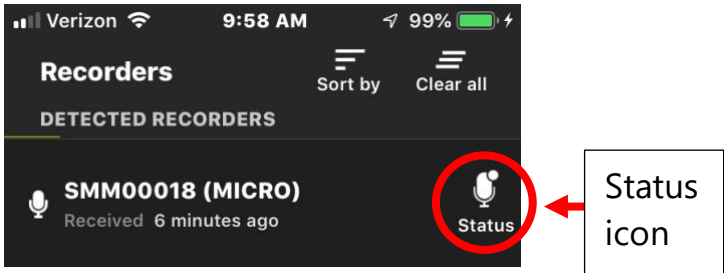 Verizon 9:58 AM 99%
Recorders
Sort by Clear all
DETECTED RECORDERS
SMM00018 (MICRO)
Received 6 minutes ago
Status
Status
icon